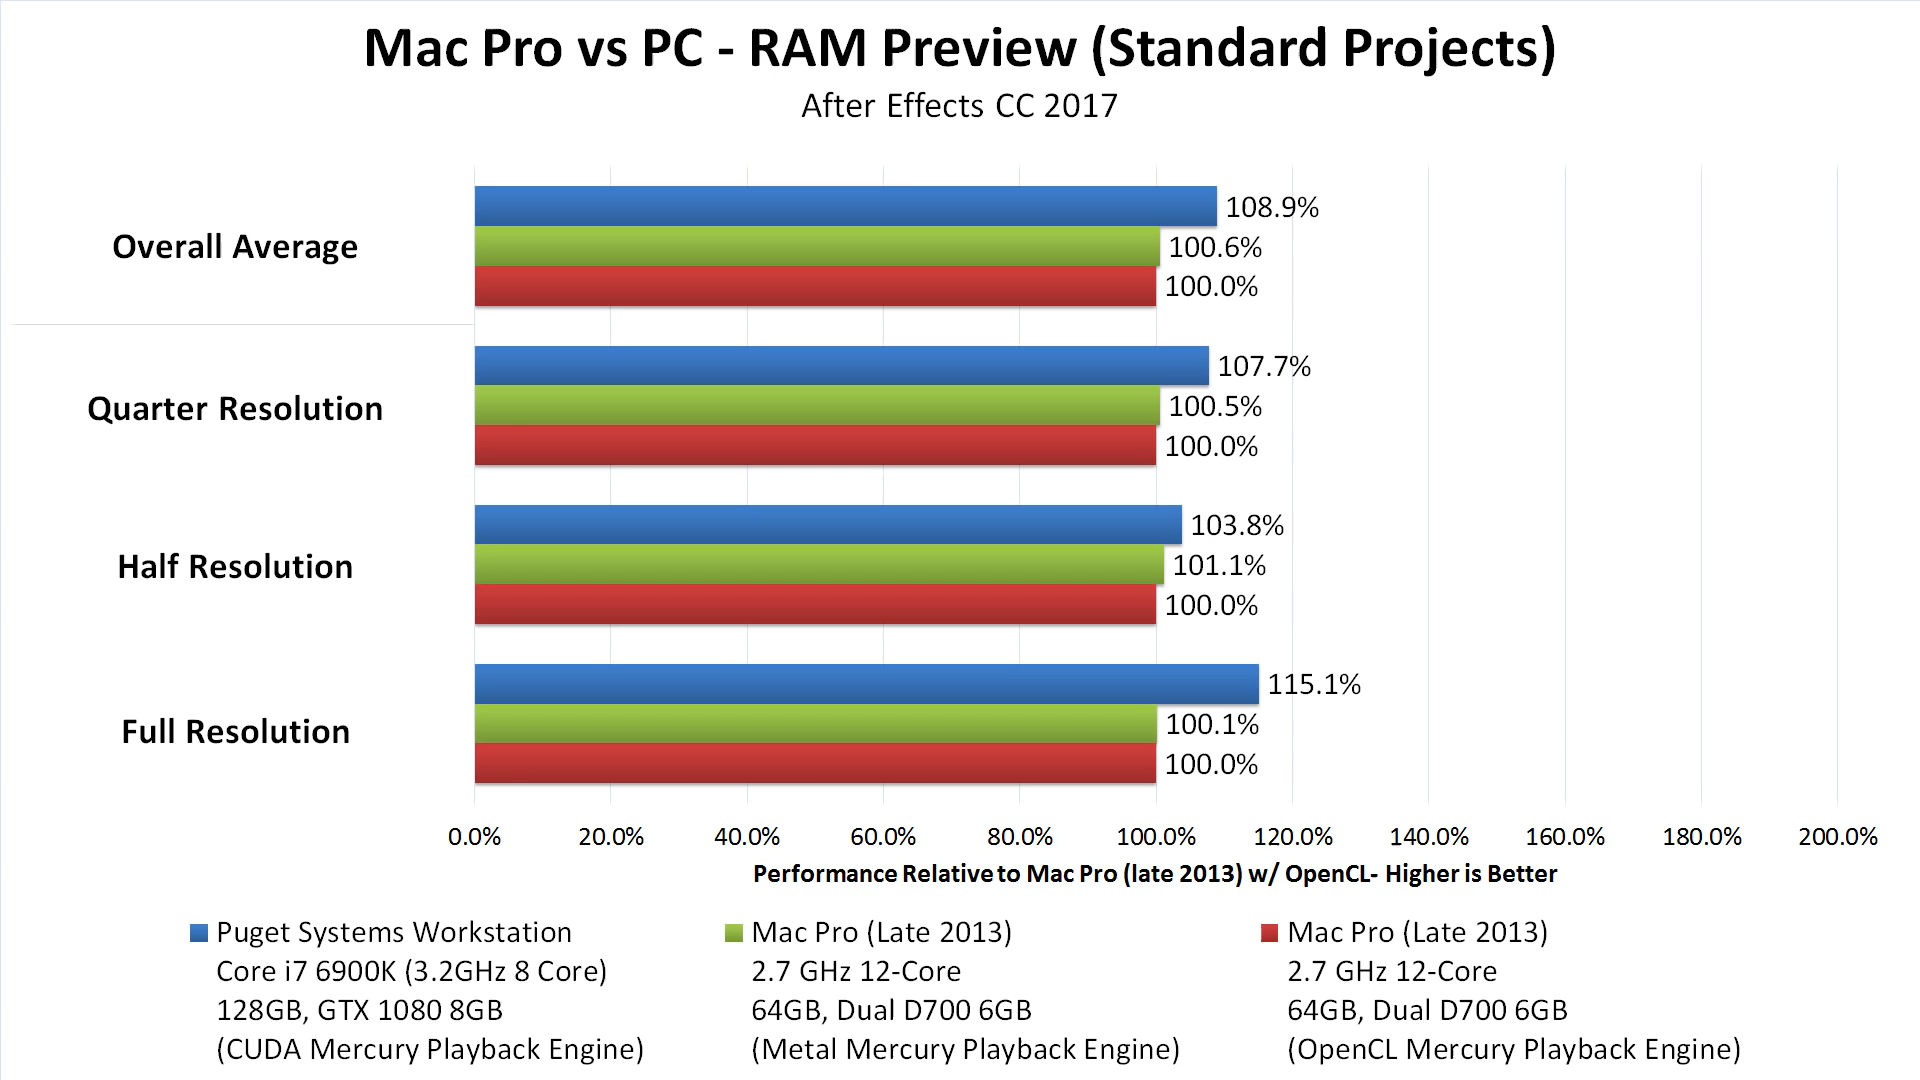 Mac Pro vs PC - RAM Preview (Standard Projects)
After Effects CC 2017
Overall Average
108.9%
100.6%
100.0%
Quarter Resolution
107.7%
100.5%
100.0%
Half Resolution
103.8%
101.1%
100.0%
Full Resolution
115.1%
100.1%
100.0%
0.0% 20.0% 40.0% 60.0% 80.0% 100.0% 120.0% 140.0% 160.0% 180.0% 200.0%
Performance Relative to Mac Pro (late 2013) w/ OpenCL- Higher is Better
Puget Systems Workstation
Core i7 6900K (3.2GHz 8 Core)
128GB, GTX 1080 8GB
(CUDA Mercury Playback Engine)
Mac Pro (Late 2013)
2.7 GHz 12-Core
64GB, Dual D700 6GB
(Metal Mercury Playback Engine)
Mac Pro (Late 2013)
2.7 GHz 12-Core
64GB, Dual D700 6GB
(OpenCL Mercury Playback Engine)